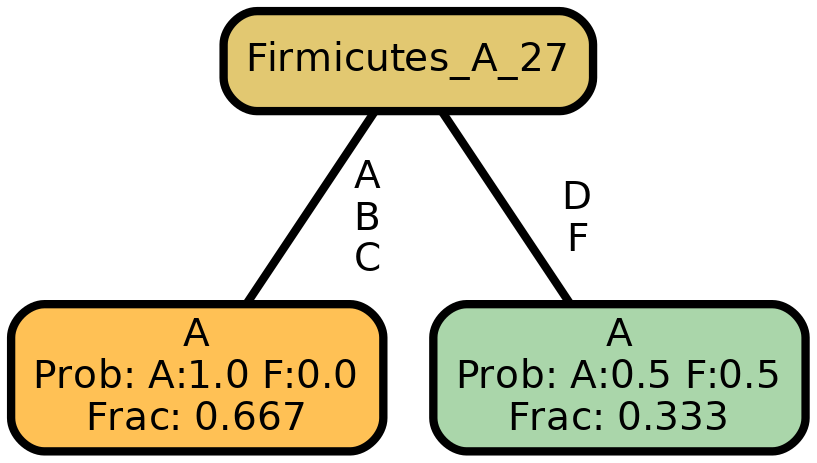 Firmicutes_A_27
A
B
C
D
F
A
Prob: A:1.0 F:0.0
Frac: 0.667
A
Prob: A:0.5 F:0.5
Frac: 0.333